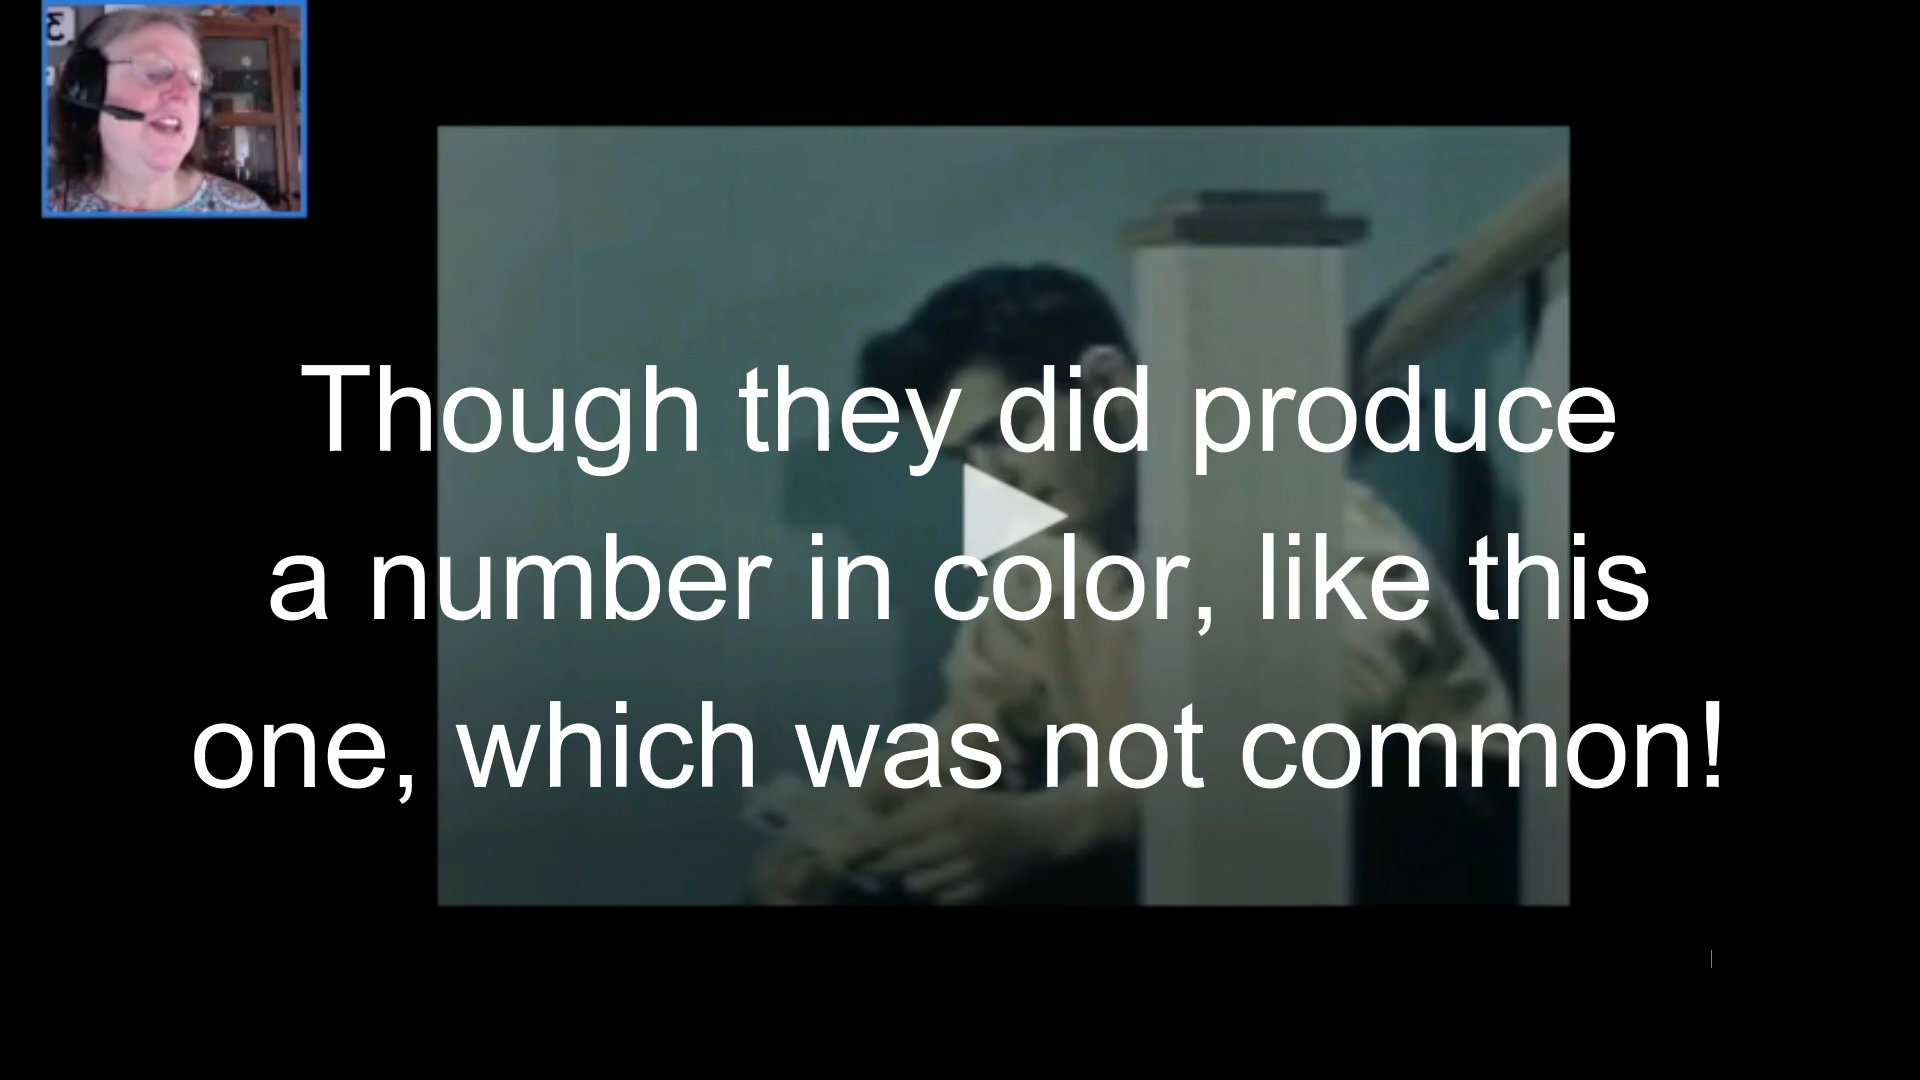 Though they did produce
a number in color, like this
one, which was not common!